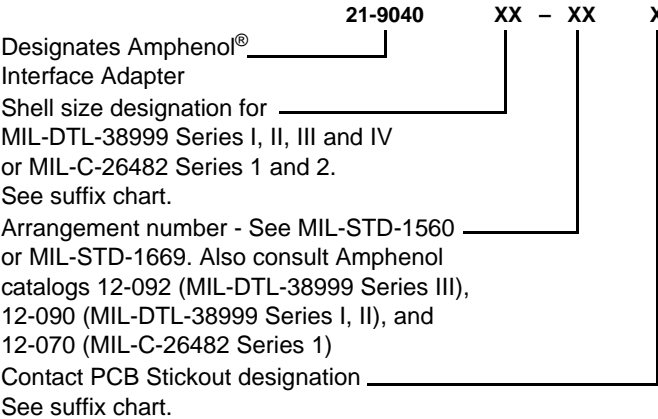 21-9040 XX – XX X
Designates Amphenol®
Interface Adapter
Shell size designation for
MIL-DTL-38999 Series I, II, III and IV
or MIL-C-26482 Series 1 and 2.
See suffix chart.
Arrangement number - See MIL-STD-1560
or MIL-STD-1669. Also consult Amphenol
catalogs 12-092 (MIL-DTL-38999 Series III),
12-090 (MIL-DTL-38999 Series I, II), and
12-070 (MIL-C-26482 Series 1)
Contact PCB Stickout designation
See suffix chart.